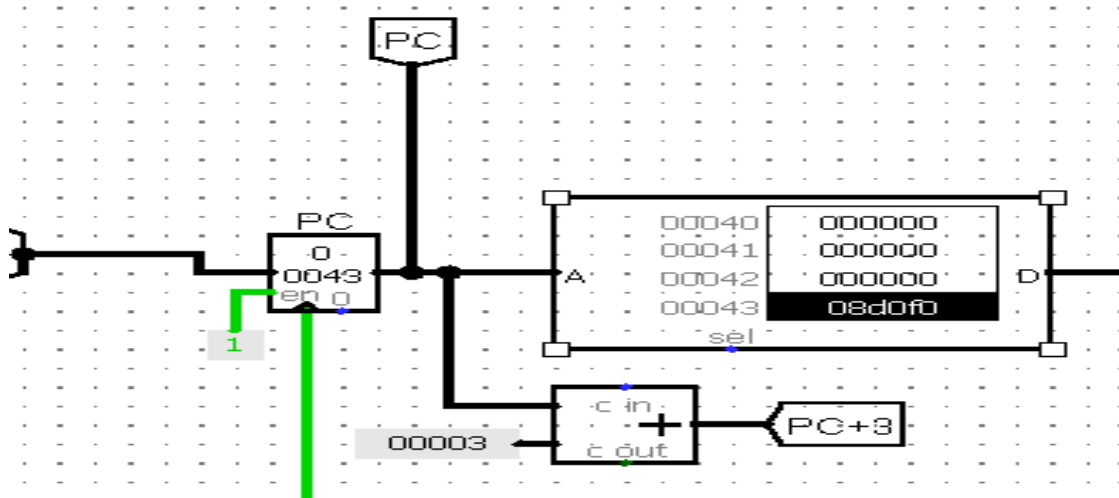 PC
PC
0
0043
en 0
1
A
00040 000000
00041 000000
00042 000000
00043 08d0f0
D
sel
c in
+
c out
00003
PC+3